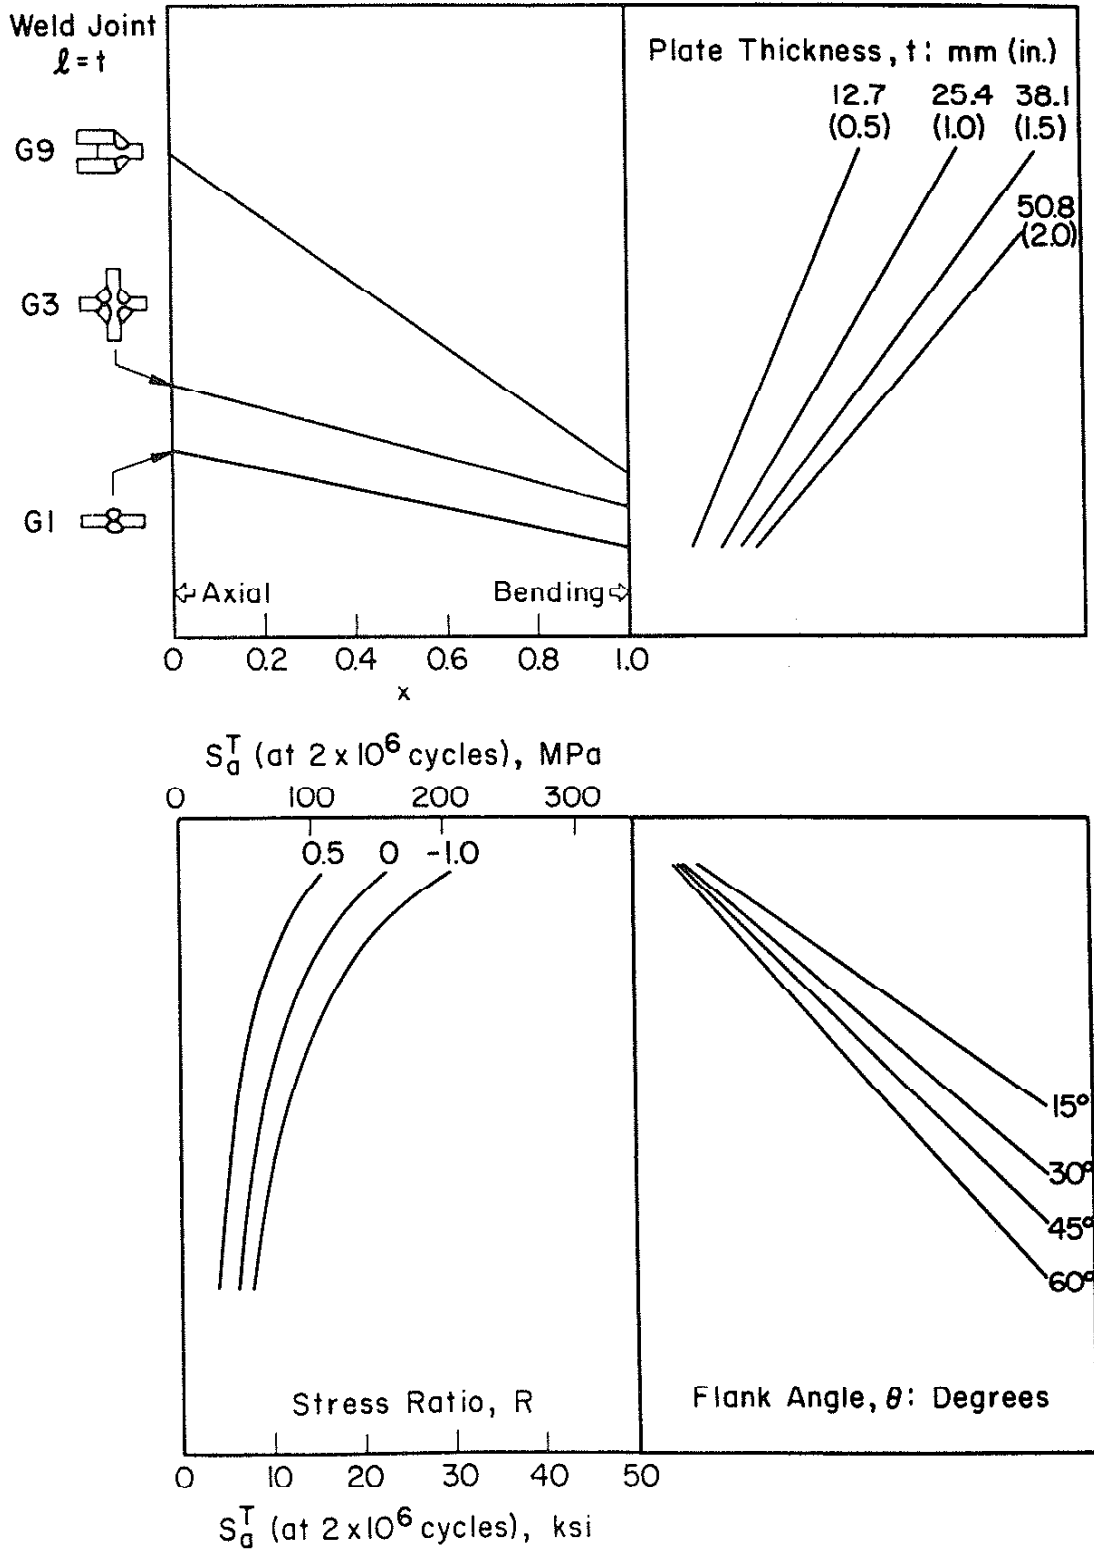 Weld Joint
ℓ = t
G9
G3
G1
Axial
Bending
0 0.2 0.4 0.6 0.8 1.0
x
Plate Thickness, t: mm (in.)
12.7 25.4 38.1
(0.5) (1.0) (1.5)
50.8
(2.0)
S_a^T (at 2 x 10^6 cycles), MPa
0 100 200 300
0.5 0 -1.0
Stress Ratio, R
15°
30°
45°
60°
Flank Angle, θ: Degrees
0 10 20 30 40 50
S_a^T (at 2 x 10^6 cycles), ksi